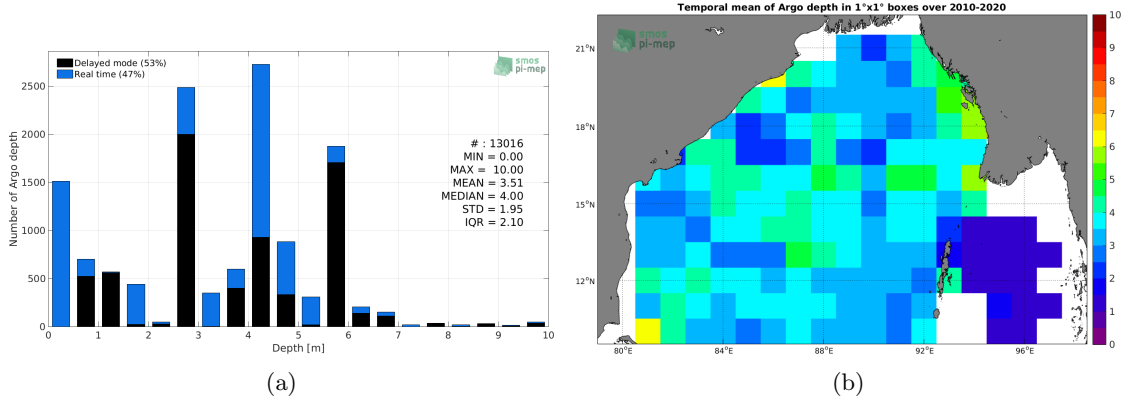 Delayed mode (53%)
Real time (47%)
smos
pi-mep
# : 13016
MIN = 0.00
MAX = 10.00
MEAN = 3.51
MEDIAN = 4.00
STD = 1.95
IQR = 2.10
Number of Argo depth
2500
2000
1500
1000
500
0
0 1 2 3 4 5 6 7 8 9 10
Depth [m]
(a)
Temporal mean of Argo depth in 1°x1° boxes over 2010-2020
smos
pi-mep
21°N
18°N
15°N
12°N
80°E 84°E 88°E 92°E 96°E
10
9
8
7
6
5
4
3
2
1
0
(b)